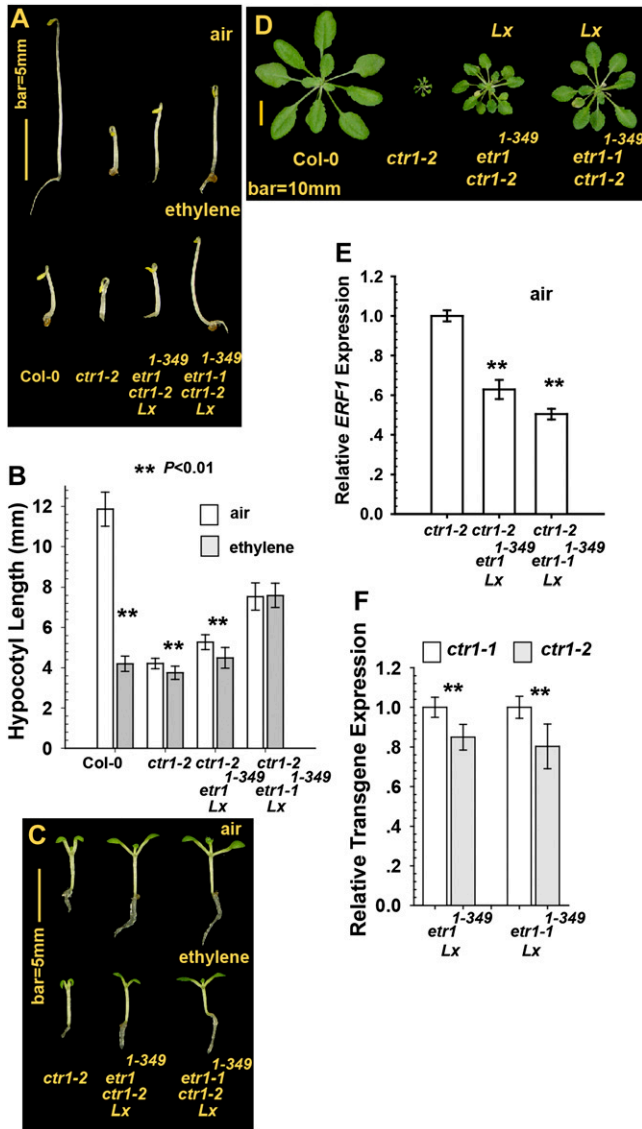 A
air
bar=5mm
ethylene
Col-0
ctr1-2
1-349
etr1
ctr1-2
Lx
1-349
etr1-1
ctr1-2
Lx
B
** P<0.01
air
ethylene
Hypocotyl Length (mm)
12
10
8
6
4
2
0
**
**
**
Col-0
ctr1-2
ctr1-2
1-349
etr1
Lx
ctr1-2
1-349
etr1-1
Lx
C
air
bar=5mm
ethylene
ctr1-2
1-349
etr1
ctr1-2
Lx
1-349
etr1-1
ctr1-2
Lx
D
Lx
Lx
Col-0
ctr1-2
1-349
etr1
ctr1-2
1-349
etr1-1
ctr1-2
bar=10mm
E
air
Relative ERF1 Expression
1.2
1.0
.8
.6
.4
.2
0.0
**
**
ctr1-2
ctr1-2
1-349
etr1
Lx
ctr1-2
1-349
etr1-1
Lx
F
ctr1-1
ctr1-2
Relative Transgene Expression
1.2
1.0
.8
.6
.4
.2
.0
**
**
1-349
etr1
Lx
1-349
etr1-1
Lx